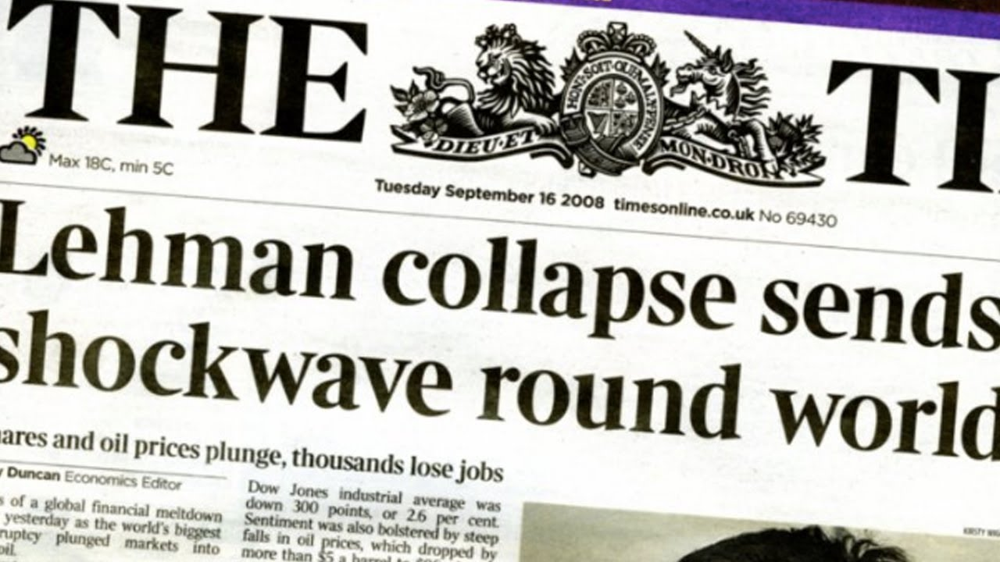 THE TI
HONI·SOIT·QUI·MAL·Y·PENSE
DIEU·ET MON·DROIT
Max 18C, min 5C
Tuesday September 16 2008 timesonline.co.uk No 69430
Lehman collapse sends
shockwave round world
ares and oil prices plunge, thousands lose jobs
y Duncan Economics Editor
s of a global financial meltdown
yesterday as the world's biggest
ruptcy plunged markets into
oil.
Dow Jones industrial average was
down 300 points, or 2.6 per cent.
Sentiment was also bolstered by steep
falls in oil prices, which dropped by
more than $5 a barrel to
KIRSTY WIG